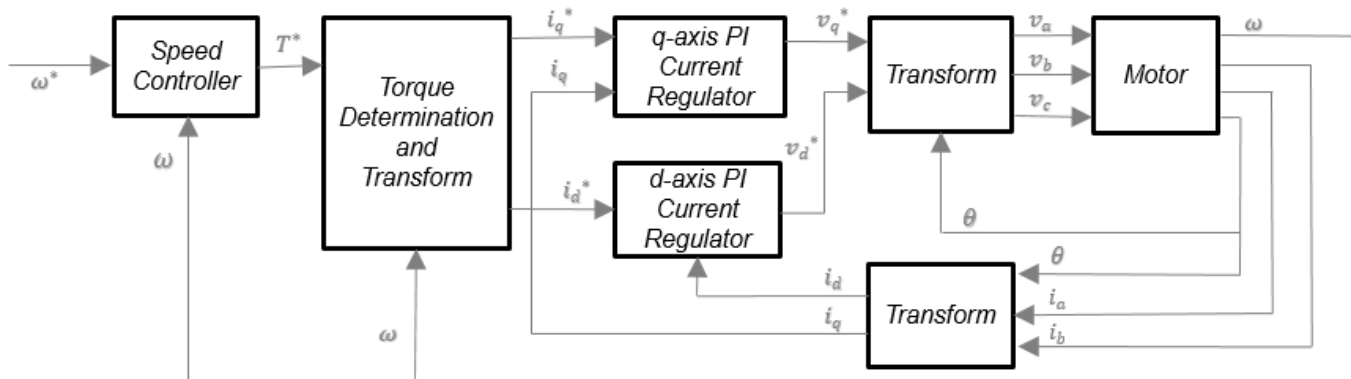 ω*
Speed
Controller
ω
T*
Torque
Determination
and
Transform
ω
i_q*
i_q
i_d*
q-axis PI
Current
Regulator
d-axis PI
Current
Regulator
v_q*
v_d*
Transform
v_a
v_b
v_c
Motor
ω
θ
θ
i_a
i_b
Transform
i_d
i_q